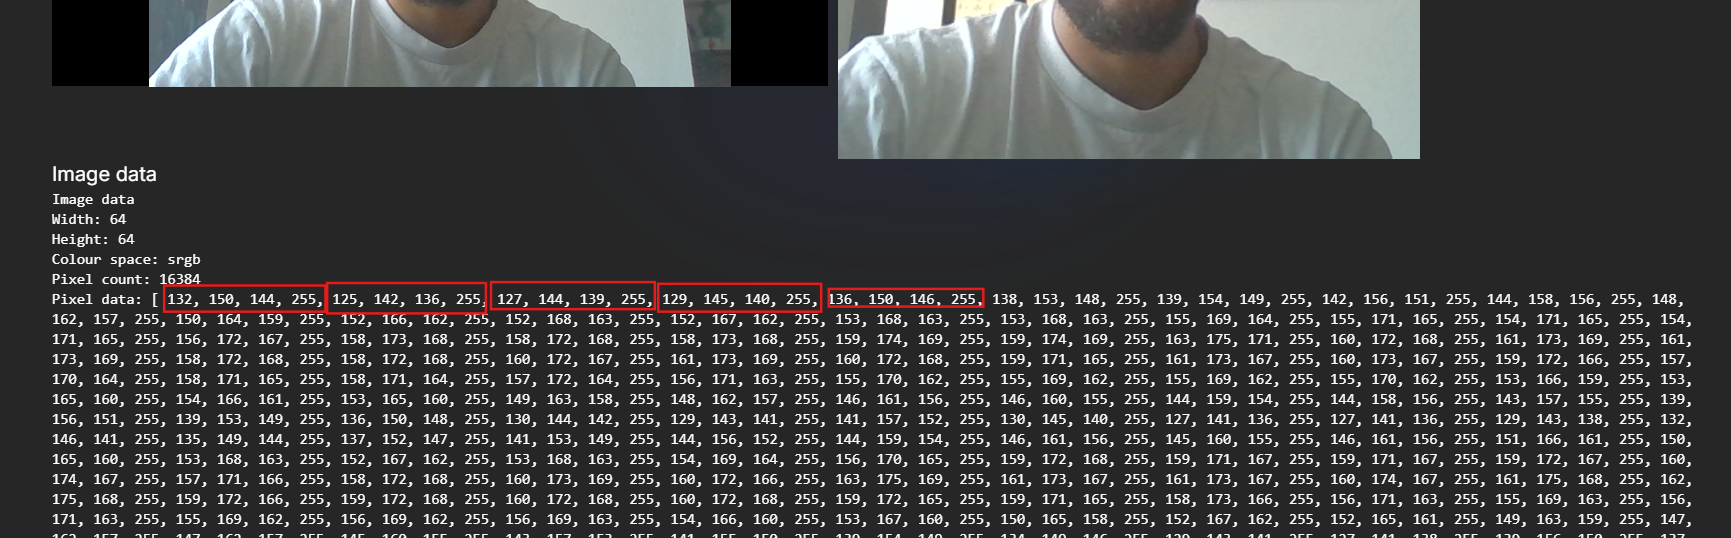 Image data
Image data
Width: 64
Height: 64
Colour space: srgb
Pixel count: 16384
Pixel data: [ 132, 150, 144, 255, 125, 142, 136, 255, 127, 144, 139, 255, 129, 145, 140, 255, 136, 150, 146, 255, 138, 153, 148, 255, 139, 154, 149, 255, 142, 156, 151, 255, 144, 158, 156, 255, 148,
162, 157, 255, 150, 164, 159, 255, 152, 166, 162, 255, 152, 168, 163, 255, 152, 167, 162, 255, 153, 168, 163, 255, 153, 168, 163, 255, 155, 169, 164, 255, 155, 171, 165, 255, 154, 171, 165, 255, 154,
171, 165, 255, 156, 172, 167, 255, 158, 173, 168, 255, 158, 172, 168, 255, 158, 173, 168, 255, 159, 174, 169, 255, 159, 174, 169, 255, 163, 175, 171, 255, 160, 172, 168, 255, 161, 173, 169, 255, 161,
173, 169, 255, 158, 172, 168, 255, 158, 172, 168, 255, 160, 172, 167, 255, 161, 173, 169, 255, 160, 172, 168, 255, 159, 171, 165, 255, 161, 173, 167, 255, 160, 173, 167, 255, 159, 172, 166, 255, 157,
170, 164, 255, 158, 171, 165, 255, 158, 171, 164, 255, 157, 172, 164, 255, 156, 171, 163, 255, 155, 170, 162, 255, 155, 169, 162, 255, 155, 169, 162, 255, 155, 170, 162, 255, 153, 166, 159, 255, 153,
165, 160, 255, 154, 166, 161, 255, 153, 165, 160, 255, 149, 163, 158, 255, 148, 162, 157, 255, 146, 161, 156, 255, 146, 160, 155, 255, 144, 159, 154, 255, 144, 158, 156, 255, 143, 157, 155, 255, 139,
156, 151, 255, 139, 153, 149, 255, 136, 150, 148, 255, 130, 144, 142, 255, 129, 143, 141, 255, 141, 157, 152, 255, 130, 145, 140, 255, 127, 141, 136, 255, 127, 141, 136, 255, 129, 143, 138, 255, 132,
146, 141, 255, 135, 149, 144, 255, 137, 152, 147, 255, 141, 153, 149, 255, 144, 156, 152, 255, 144, 159, 154, 255, 146, 161, 156, 255, 145, 160, 155, 255, 146, 161, 156, 255, 151, 166, 161, 255, 150,
165, 160, 255, 153, 168, 163, 255, 152, 167, 162, 255, 153, 168, 163, 255, 154, 169, 164, 255, 156, 170, 165, 255, 159, 172, 168, 255, 159, 171, 167, 255, 159, 171, 167, 255, 159, 172, 167, 255, 160,
174, 167, 255, 157, 171, 166, 255, 158, 172, 168, 255, 160, 173, 169, 255, 160, 172, 166, 255, 163, 175, 169, 255, 161, 173, 167, 255, 161, 173, 167, 255, 160, 174, 167, 255, 161, 175, 168, 255, 162,
175, 168, 255, 159, 172, 166, 255, 159, 172, 168, 255, 160, 172, 168, 255, 160, 172, 168, 255, 159, 172, 165, 255, 159, 171, 165, 255, 158, 173, 166, 255, 156, 171, 163, 255, 155, 169, 163, 255, 156,
171, 163, 255, 155, 169, 162, 255, 156, 169, 162, 255, 156, 169, 163, 255, 154, 166, 160, 255, 153, 167, 160, 255, 150, 165, 158, 255, 152, 167, 162, 255, 152, 165, 161, 255, 149, 163, 159, 255, 147,